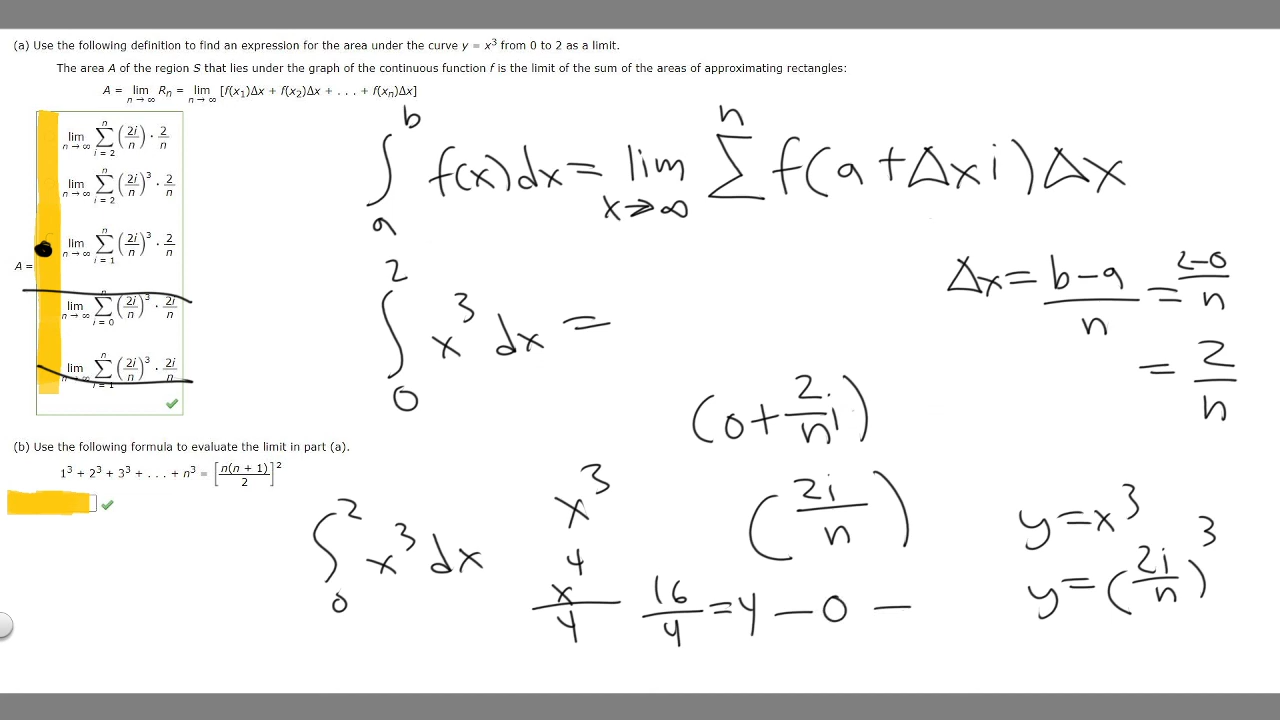 (a) Use the following definition to find an expression for the area under the curve y = x³ from 0 to 2 as a limit.
The area A of the region S that lies under the graph of the continuous function f is the limit of the sum of the areas of approximating rectangles:
A = lim n→∞ Rₙ = lim n→∞ [f(x₁)Δx + f(x₂)Δx + . . . + f(xₙ)Δx]
lim n→∞ ∑ i = 2 n (2i/n) · 2/n
lim n→∞ ∑ i = 2 n (2i/n)³ · 2/n
lim n→∞ ∑ i = 1 n (2i/n)³ · 2/n
A =
lim n→∞ ∑ i = 0 n (2i/n)³ · 2i/n
lim n→∞ ∑ i = 1 n (2i/n)³ · 2i/n
∫ₐᵇ f(x)dx = lim x→∞ ∑ n f(a+Δxi)Δx
Δx = b-a/n = 2-0/n
= 2/n
∫₀² x³ dx =
(0+2/n i)
(b) Use the following formula to evaluate the limit in part (a).
1³ + 2³ + 3³ + . . . + n³ = [n(n + 1)/2]²
x³
(2i/n)
y=x³
∫₀² x³ dx
y=(2i/n)³
x⁴/4
16/4 = 4 - 0 -